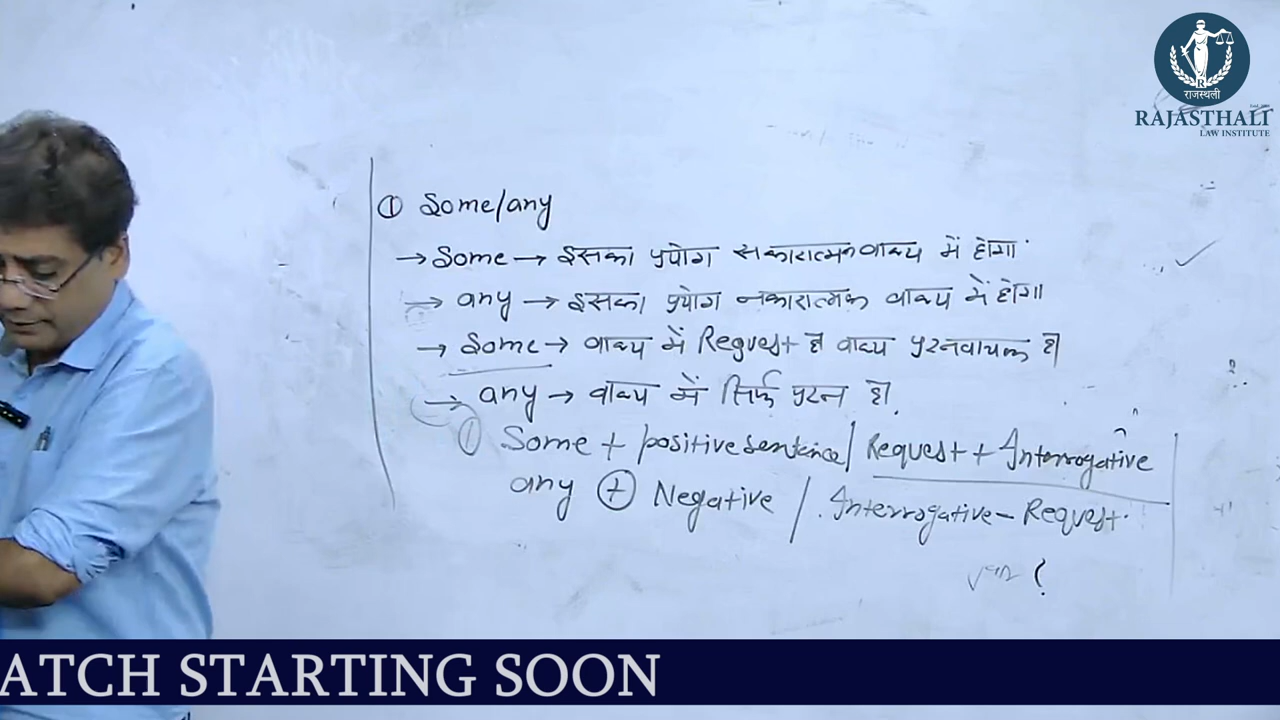 ① Some/any
→ Some → इसका प्रयोग सकारात्मक वाक्य में होगा
→ any → इसका प्रयोग नकारात्मक वाक्य में होगा
→ Some → वाक्य में Request हो वाक्य प्रश्नवाचक हो
→ any → वाक्य में सिर्फ प्रश्न हो.
① Some + positive sentence / Request + Interrogative
any ⊕ Negative / Interrogative - Request.
राजस्थली
RAJASTHALI
LAW INSTITUTE
ATCH STARTING SOON